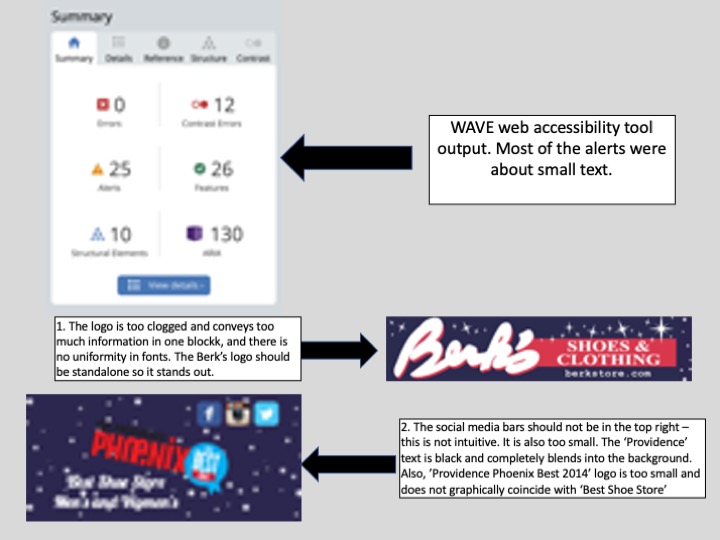 Summary
Summary Details Reference Structure Contrast
0 12
Errors Contrast Errors
25 26
Alerts Features
10 130
Structural Elements ARIA
View details ›
WAVE web accessibility tool
output. Most of the alerts were
about small text.
1. The logo is too clogged and conveys too
much information in one blockk, and there is
no uniformity in fonts. The Berk’s logo should
be standalone so it stands out.
Berk's
SHOES &
CLOTHING
berkstore.com
PHOENIX
BEST
Best Shoe Store
Men's and Women's
2. The social media bars should not be in the top right –
this is not intuitive. It is also too small. The ‘Providence’
text is black and completely blends into the background.
Also, ’Providence Phoenix Best 2014’ logo is too small and
does not graphically coincide with ‘Best Shoe Store’